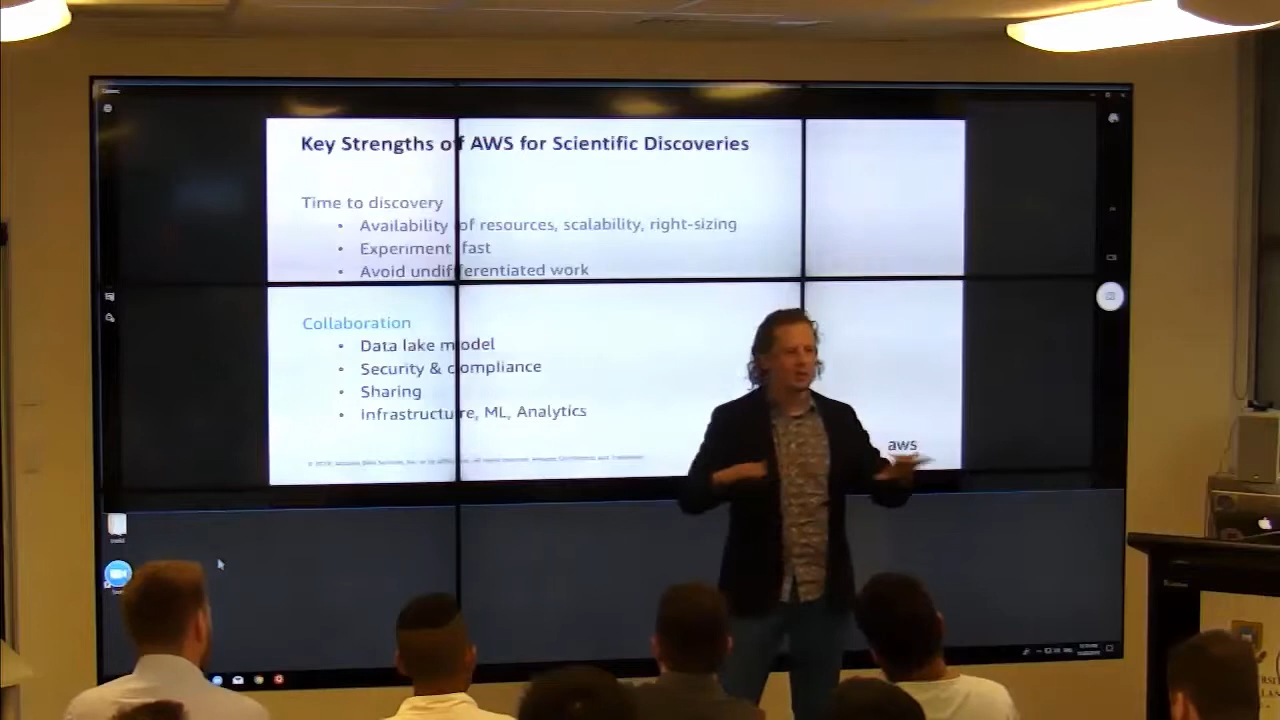 Key Strengths of AWS for Scientific Discoveries
Time to discovery
• Availability of resources, scalability, right-sizing
• Experiment fast
• Avoid undifferentiated work
Collaboration
• Data lake model
• Security & compliance
• Sharing
• Infrastructure, ML, Analytics
aws